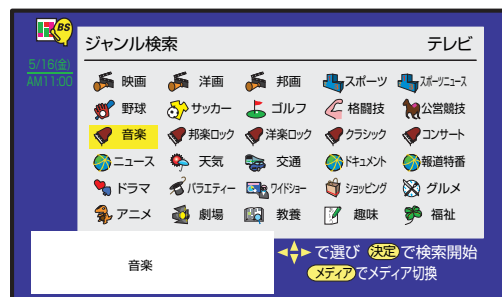 BS
ジャンル検索 テレビ
5/16(金)
AM11:00
映画 洋画 邦画 スポーツ スポーツニュース
野球 サッカー ゴルフ 格闘技 公営競技
音楽 邦楽ロック 洋楽ロック クラシック コンサート
ニュース 天気 交通 ドキュメント 報道特番
ドラマ バラエティー ワイドショー ショッピング グルメ
アニメ 劇場 教養 趣味 福祉
音楽
で選び 決定 で検索開始
メディア でメディア切換